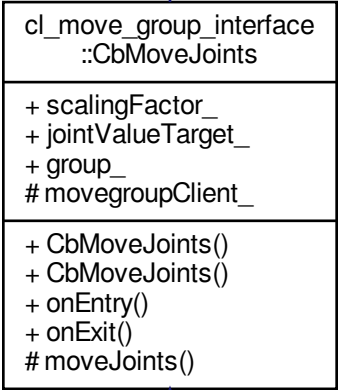 cl_move_group_interface
::CbMoveJoints
+ scalingFactor_
+ jointValueTarget_
+ group_
# movegroupClient_
+ CbMoveJoints()
+ CbMoveJoints()
+ onEntry()
+ onExit()
# moveJoints()